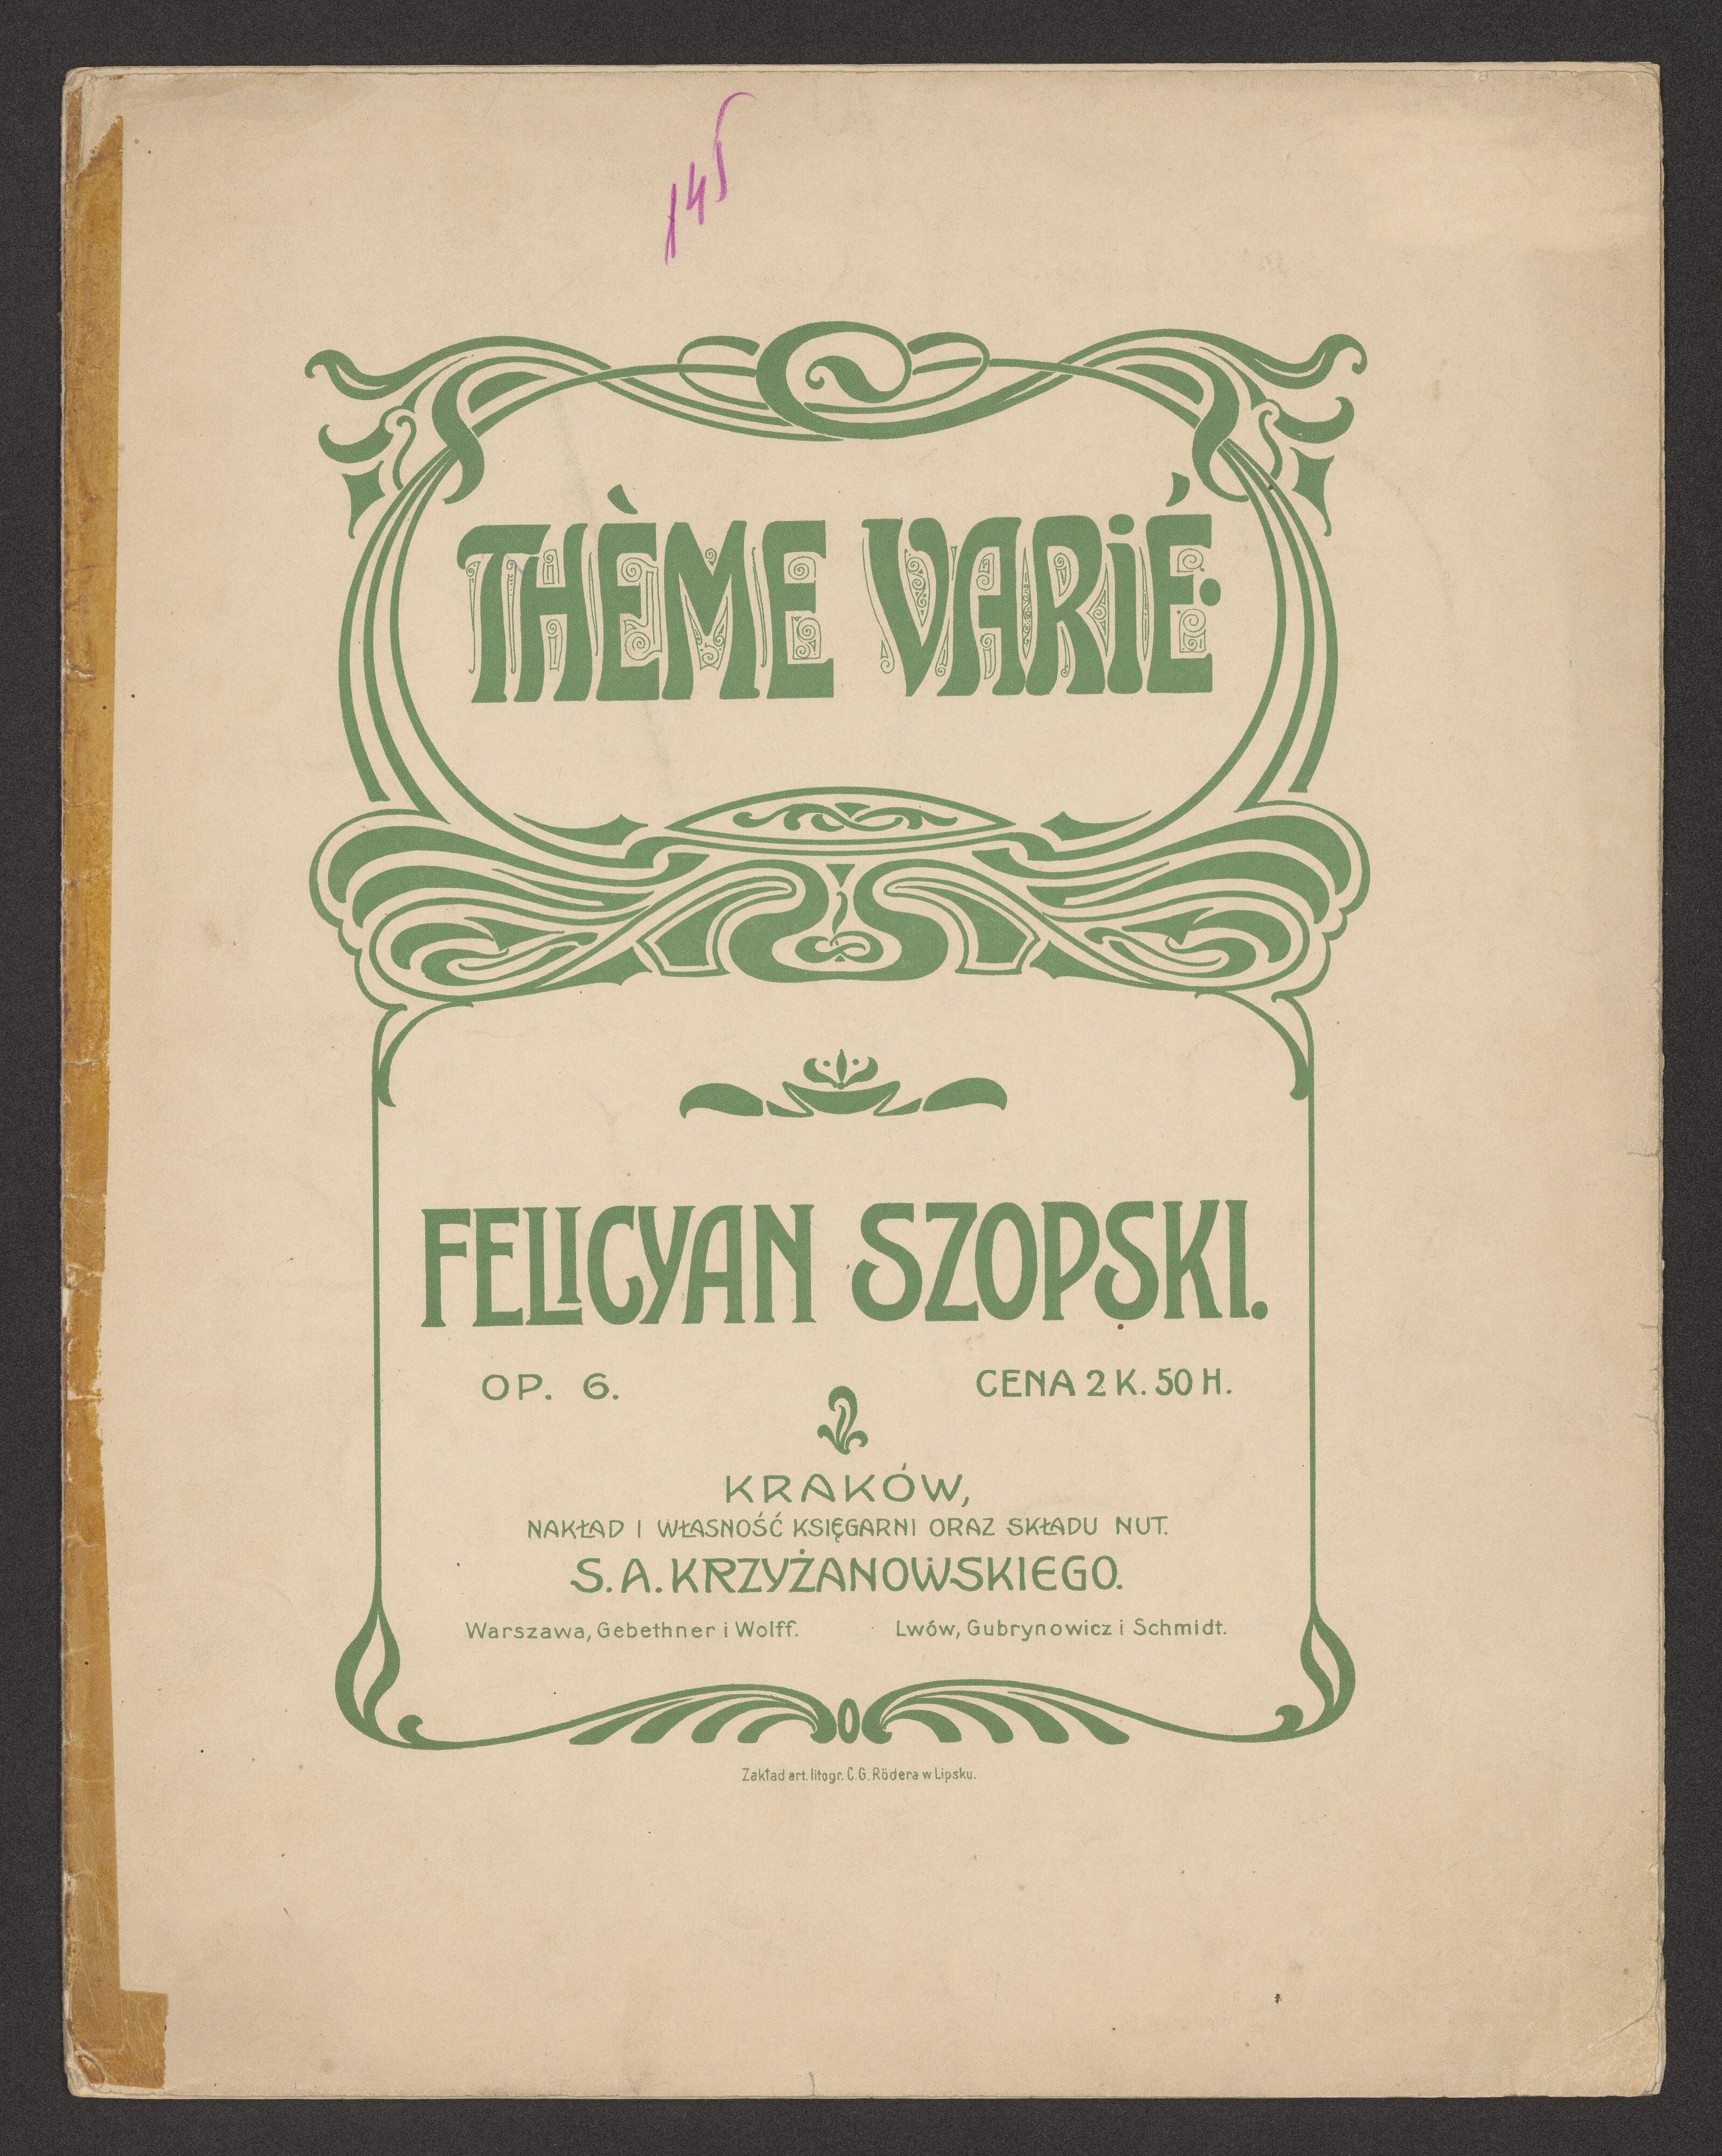 145
THÈME VARIÉ
FELICYAN SZOPSKI.
OP. 6. CENA 2 K. 50 H.
KRAKÓW,
NAKŁAD I WŁASNOŚĆ KSIĘGARNI ORAZ SKŁADU NUT.
S. A. KRZYŻANOWSKIEGO.
Warszawa, Gebethner i Wolff. Lwów, Gubrynowicz i Schmidt.
Zakład art. litogr. C. G. Rödera w Lipsku.